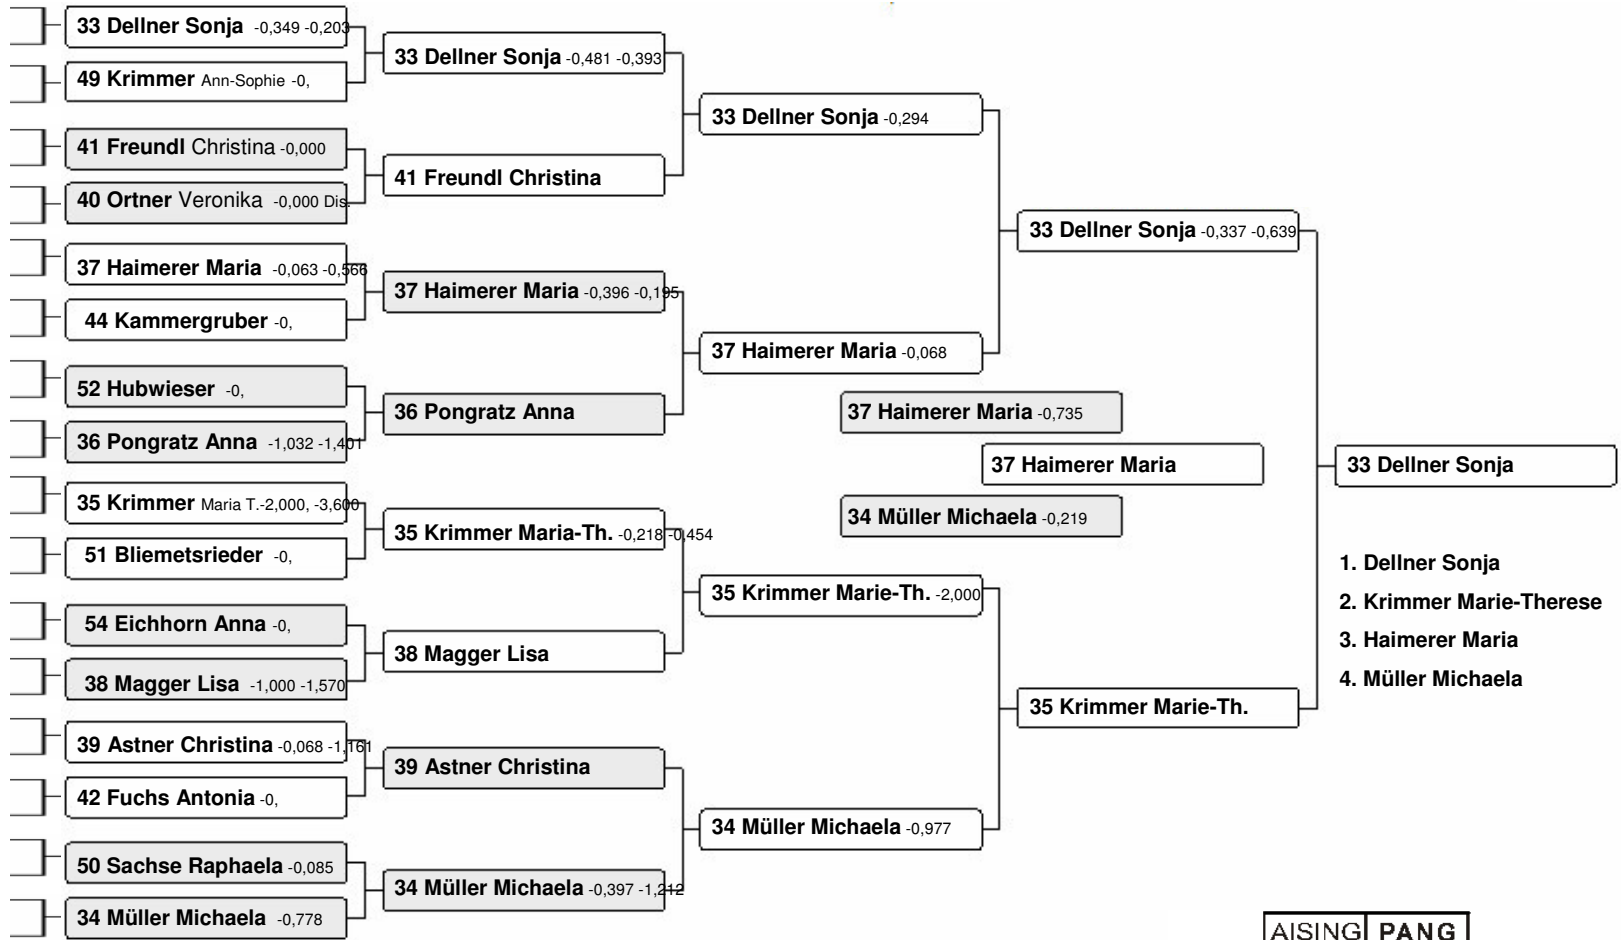 33 Dellner Sonja -0,349 -0,203
49 Krimmer Ann-Sophie -0,
41 Freundl Christina -0,000
40 Ortner Veronika -0,000 Dis.
37 Haimerer Maria -0,063 -0,566
44 Kammergruber -0,
52 Hubwieser -0,
36 Pongratz Anna -1,032 -1,401
35 Krimmer Maria T.-2,000, -3,600
51 Bliemetsrieder -0,
54 Eichhorn Anna -0,
38 Magger Lisa -1,000 -1,570
39 Astner Christina -0,068 -1,161
42 Fuchs Antonia -0,
50 Sachse Raphaela -0,085
34 Müller Michaela -0,778
33 Dellner Sonja -0,481 -0,393
41 Freundl Christina
37 Haimerer Maria -0,396 -0,195
36 Pongratz Anna
35 Krimmer Maria-Th. -0,218 -0,454
38 Magger Lisa
39 Astner Christina
34 Müller Michaela -0,397 -1,212
33 Dellner Sonja -0,294
37 Haimerer Maria -0,068
35 Krimmer Marie-Th. -2,000
34 Müller Michaela -0,977
37 Haimerer Maria -0,735
37 Haimerer Maria
34 Müller Michaela -0,219
33 Dellner Sonja -0,337 -0,639
35 Krimmer Marie-Th.
33 Dellner Sonja
1. Dellner Sonja
2. Krimmer Marie-Therese
3. Haimerer Maria
4. Müller Michaela
AISING PANG